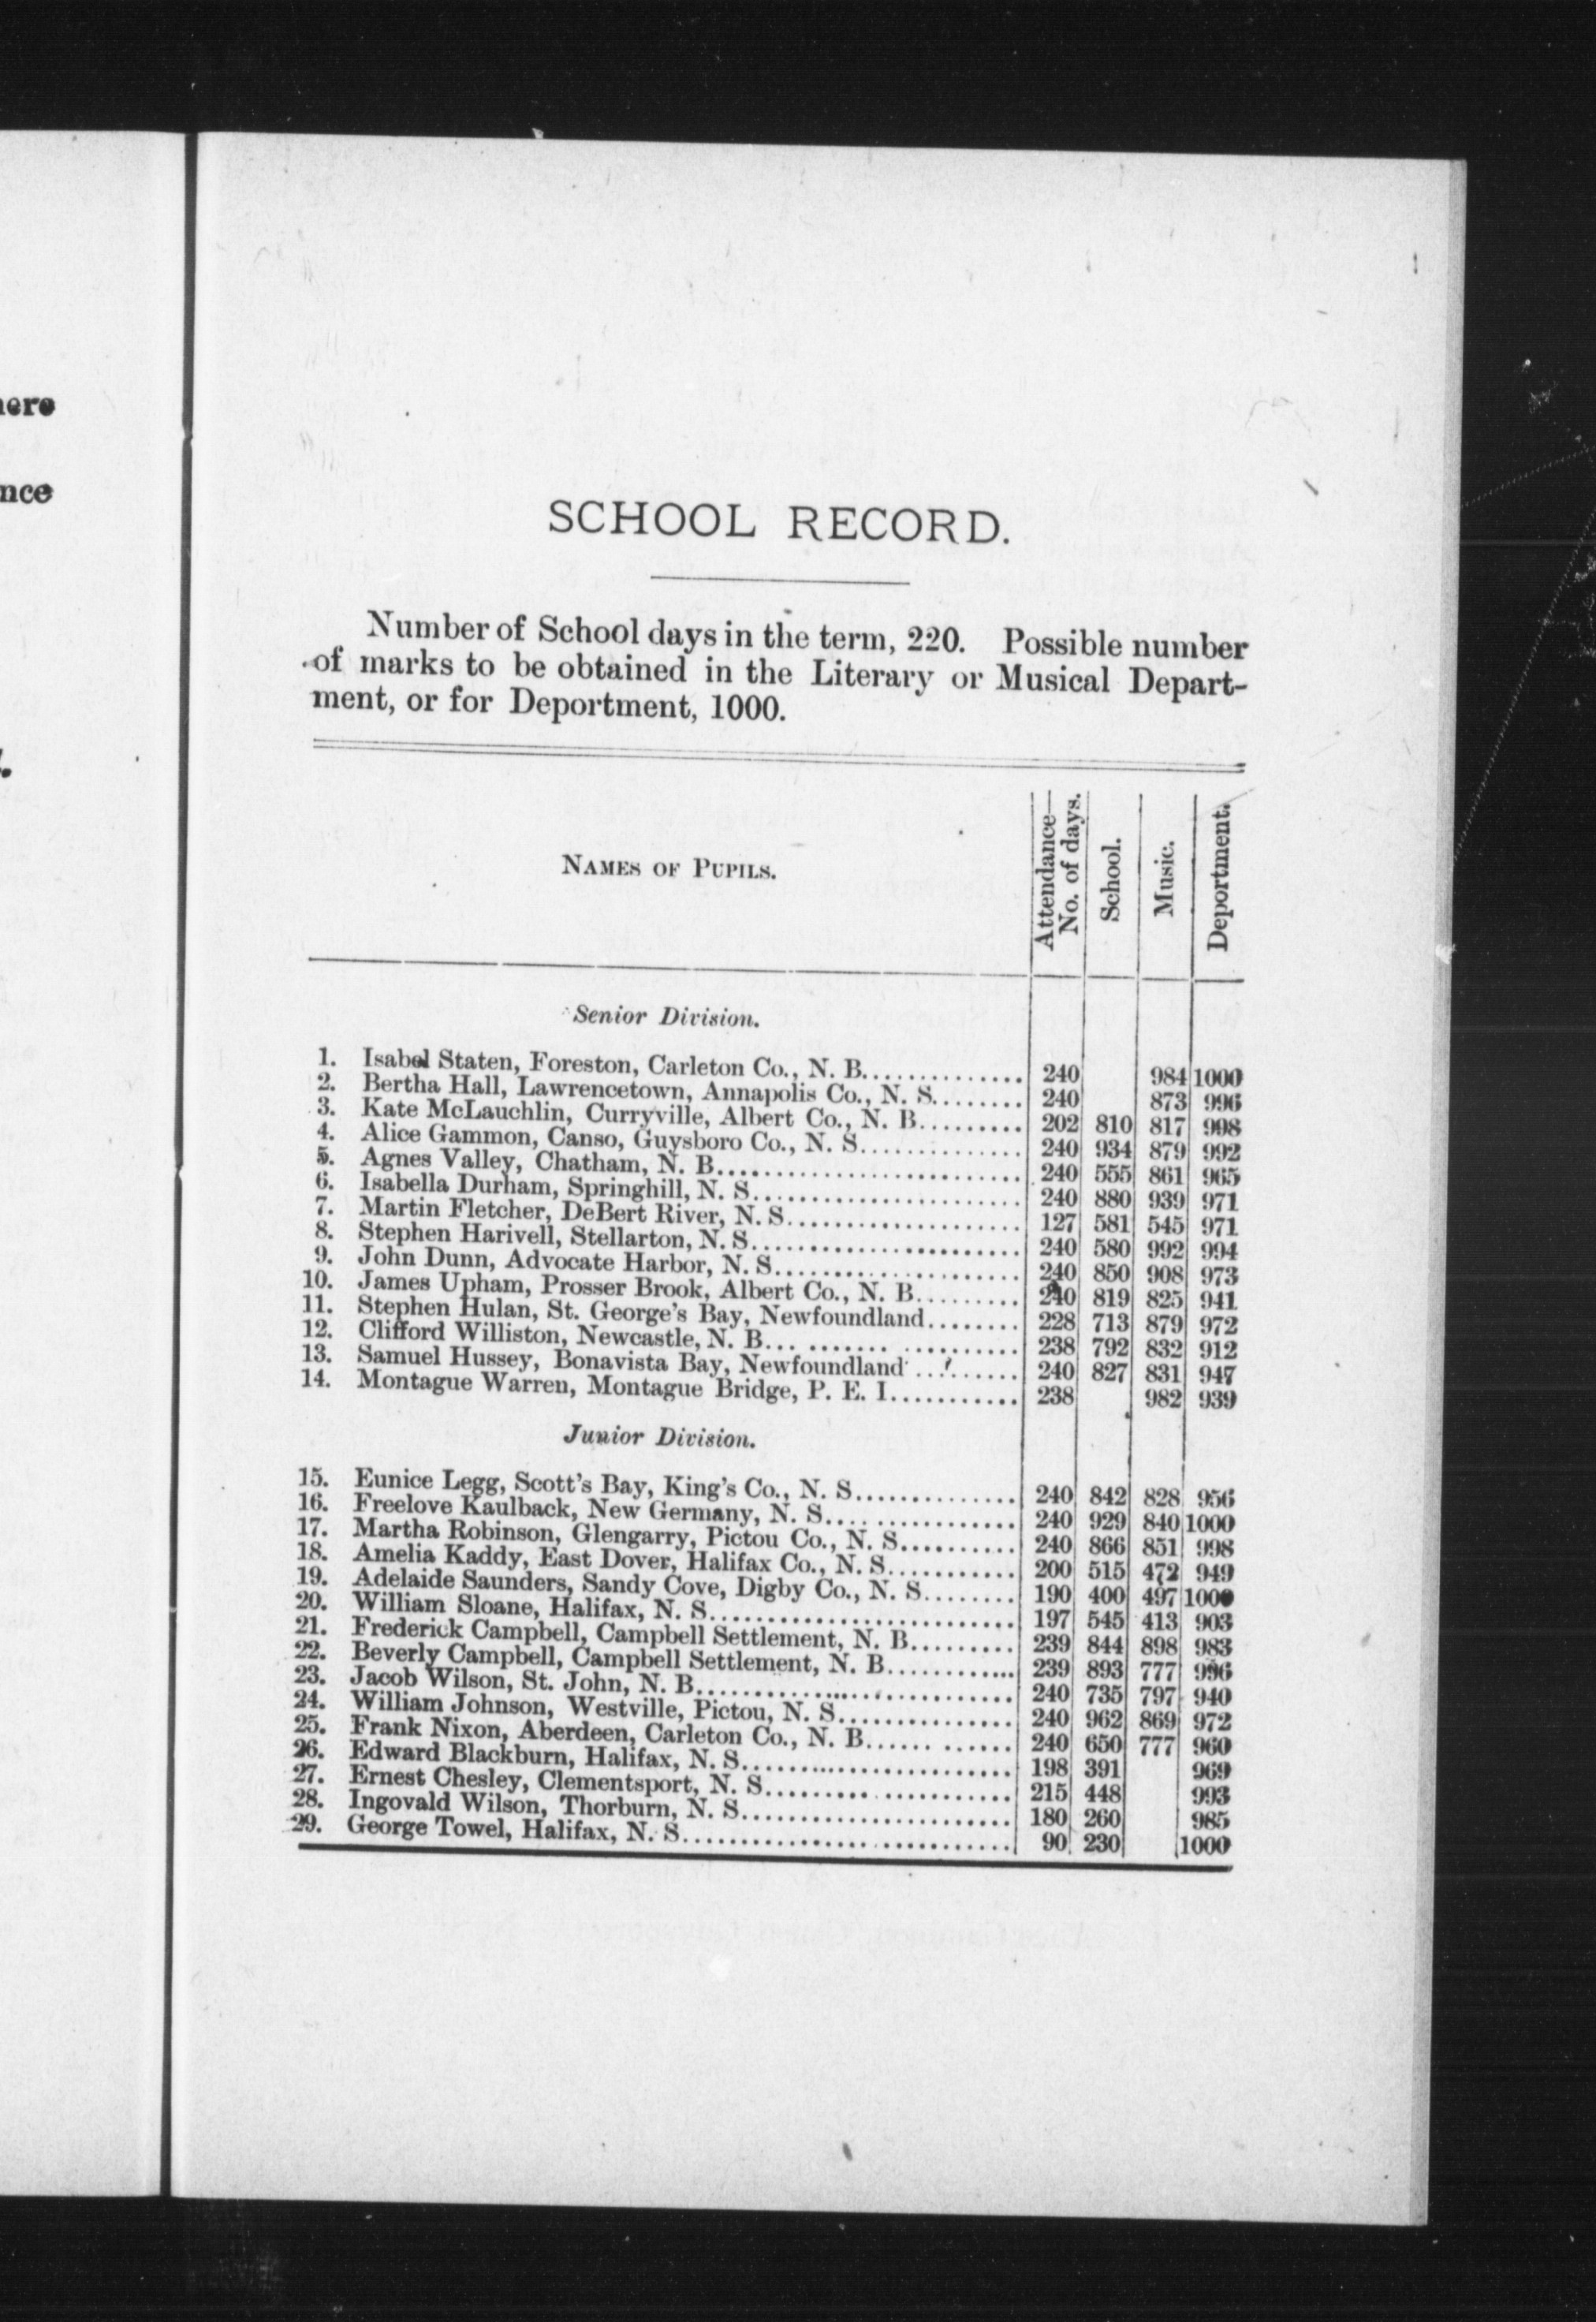 here
nce
SCHOOL RECORD.
Number of School days in the term, 220. Possible number
of marks to be obtained in the Literary or Musical Depart-
ment, or for Deportment, 1000.
NAMES OF PUPILS. Attendance—No. of days. School. Music. Deportment.
Senior Division.
1. Isabel Staten, Foreston, Carleton Co., N. B. 240 984 1000
2. Bertha Hall, Lawrencetown, Annapolis Co., N. S. 240 873 996
3. Kate McLauchlin, Curryville, Albert Co., N. B. 202 810 817 998
4. Alice Gammon, Canso, Guysboro Co., N. S. 240 934 879 992
5. Agnes Valley, Chatham, N. B. 240 555 861 965
6. Isabella Durham, Springhill, N. S. 240 880 939 971
7. Martin Fletcher, DeBert River, N. S. 127 581 545 971
8. Stephen Harivell, Stellarton, N. S. 240 580 992 994
9. John Dunn, Advocate Harbor, N. S. 240 850 908 973
10. James Upham, Prosser Brook, Albert Co., N. B. 240 819 825 941
11. Stephen Hulan, St. George's Bay, Newfoundland 228 713 879 972
12. Clifford Williston, Newcastle, N. B. 238 792 832 912
13. Samuel Hussey, Bonavista Bay, Newfoundland 240 827 831 947
14. Montague Warren, Montague Bridge, P. E. I. 238 982 939
Junior Division.
15. Eunice Legg, Scott's Bay, King's Co., N. S. 240 842 828 956
16. Freelove Kaulback, New Germany, N. S. 240 929 840 1000
17. Martha Robinson, Glengarry, Pictou Co., N. S. 240 866 851 998
18. Amelia Kaddy, East Dover, Halifax Co., N. S. 200 515 472 949
19. Adelaide Saunders, Sandy Cove, Digby Co., N. S. 190 400 497 1000
20. William Sloane, Halifax, N. S. 197 545 413 903
21. Frederick Campbell, Campbell Settlement, N. B. 239 844 898 983
22. Beverly Campbell, Campbell Settlement, N. B. 239 893 777 996
23. Jacob Wilson, St. John, N. B. 240 735 797 940
24. William Johnson, Westville, Pictou, N. S. 240 962 869 972
25. Frank Nixon, Aberdeen, Carleton Co., N. B. 240 650 777 960
26. Edward Blackburn, Halifax, N. S. 198 391 969
27. Ernest Chesley, Clementsport, N. S. 215 448 993
28. Ingovald Wilson, Thorburn, N. S. 180 260 985
29. George Towel, Halifax, N. S. 90 230 1000